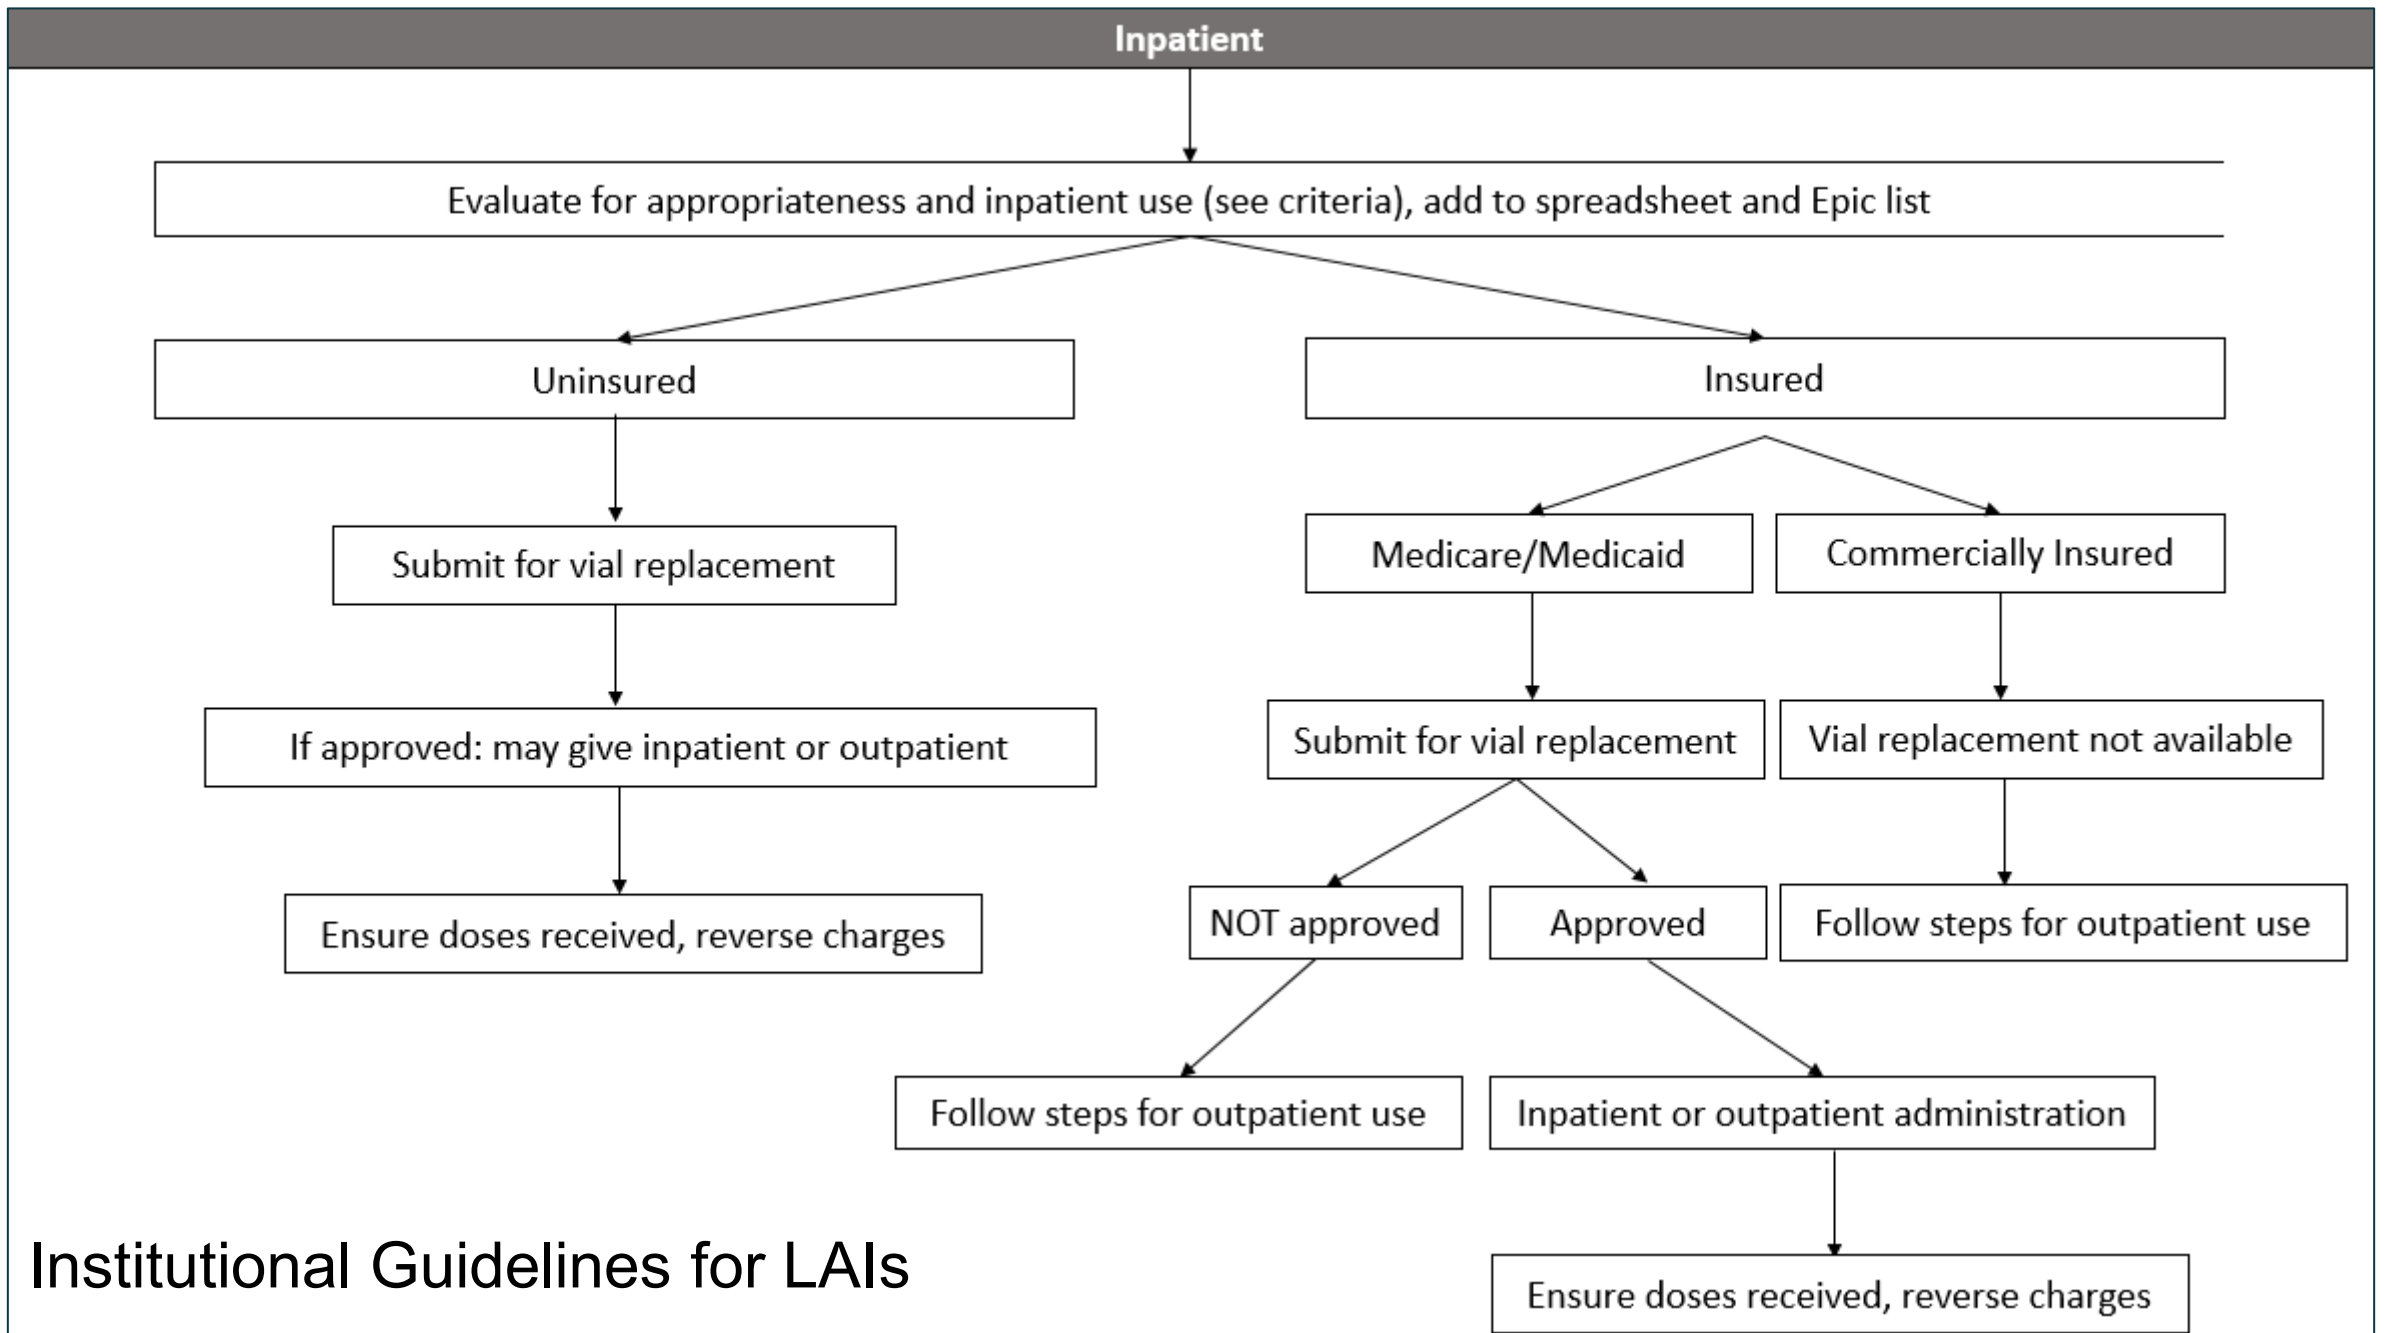 Inpatient
Evaluate for appropriateness and inpatient use (see criteria), add to spreadsheet and Epic list
Uninsured
Insured
Submit for vial replacement
Medicare/Medicaid
Commercially Insured
If approved: may give inpatient or outpatient
Submit for vial replacement
Vial replacement not available
Ensure doses received, reverse charges
NOT approved
Approved
Follow steps for outpatient use
Follow steps for outpatient use
Inpatient or outpatient administration
Ensure doses received, reverse charges
Institutional Guidelines for LAIs